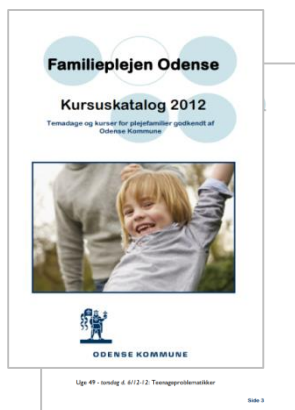 Familieplejen Odense
Kursuskatalog 2012
Temadage og kurser for plejefamilier godkendt af
Odense Kommune
ODENSE KOMMUNE
Uge 49 - torsdag d. 6/12-12: Teenageproblematikker
Side 3